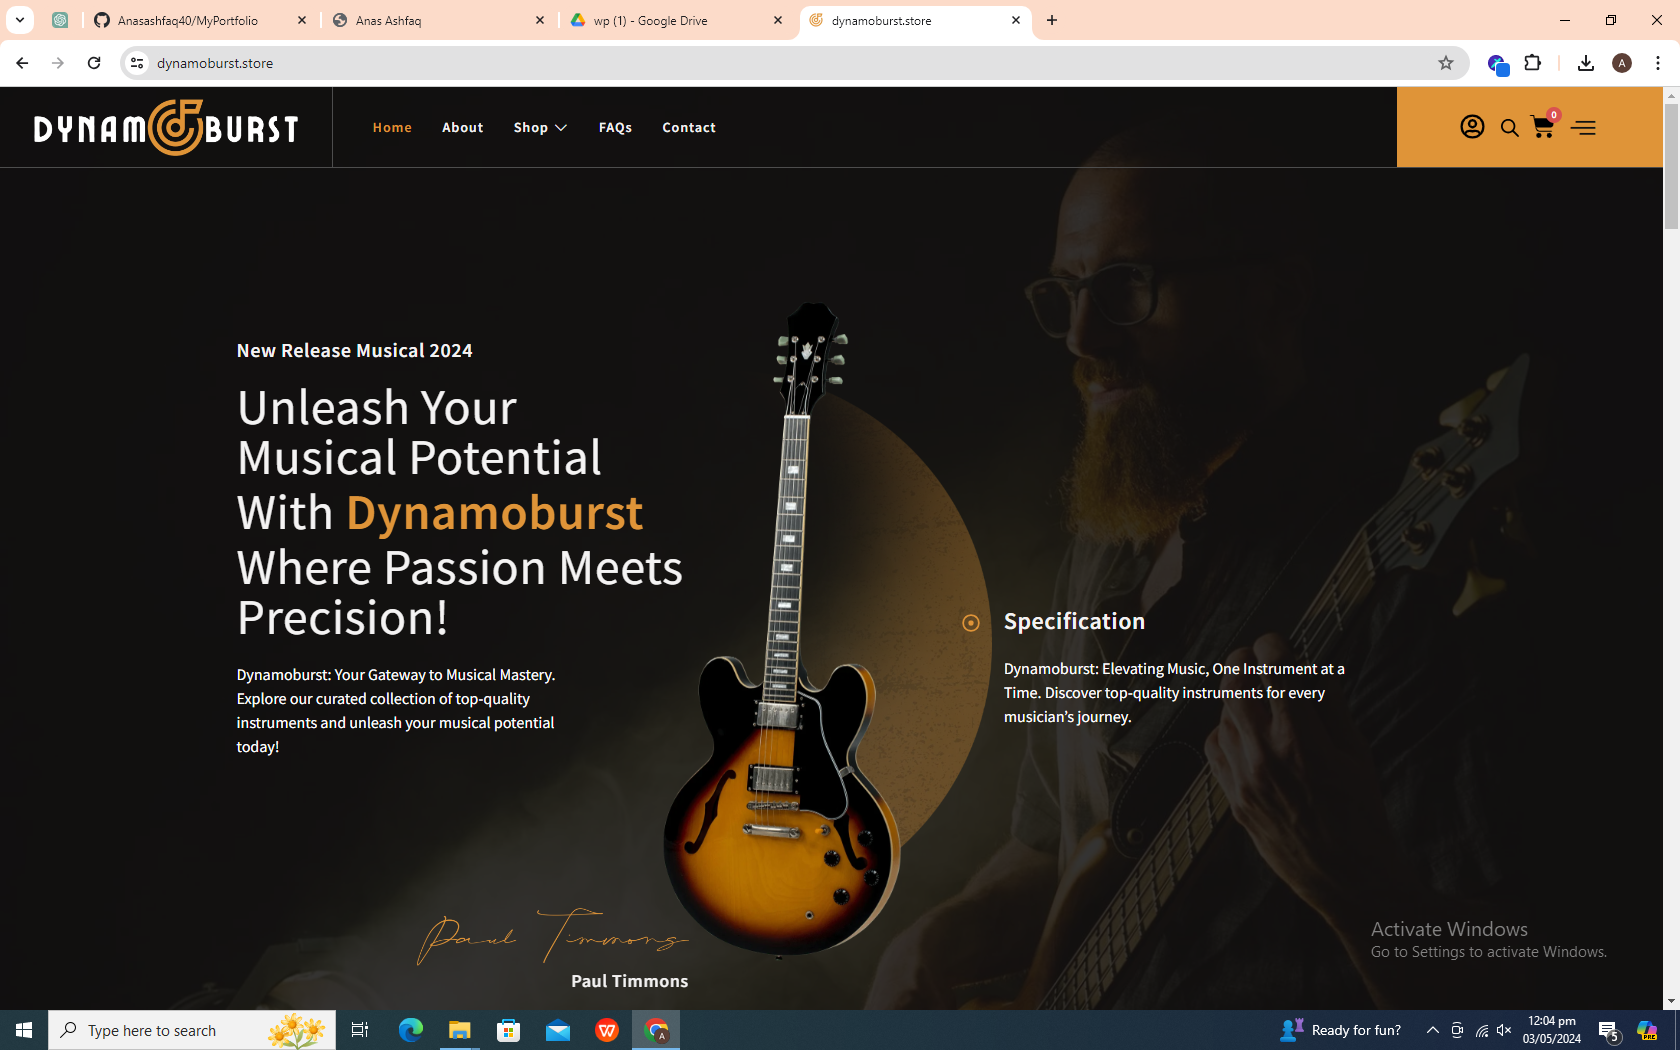 Anasashfaq40/MyPortfolio
Anas Ashfaq
wp (1) - Google Drive
dynamoburst.store
dynamoburst.store
A
DYNAMOBURST
Home
About
Shop
FAQs
Contact
0
New Release Musical 2024
Unleash Your
Musical Potential
With Dynamoburst
Where Passion Meets
Precision!
Dynamoburst: Your Gateway to Musical Mastery.
Explore our curated collection of top-quality
instruments and unleash your musical potential
today!
Specification
Dynamoburst: Elevating Music, One Instrument at a
Time. Discover top-quality instruments for every
musician's journey.
Paul Timmons
Paul Timmons
Activate Windows
Go to Settings to activate Windows.
Type here to search
A
Ready for fun?
12:04 pm
03/05/2024
5
PRE